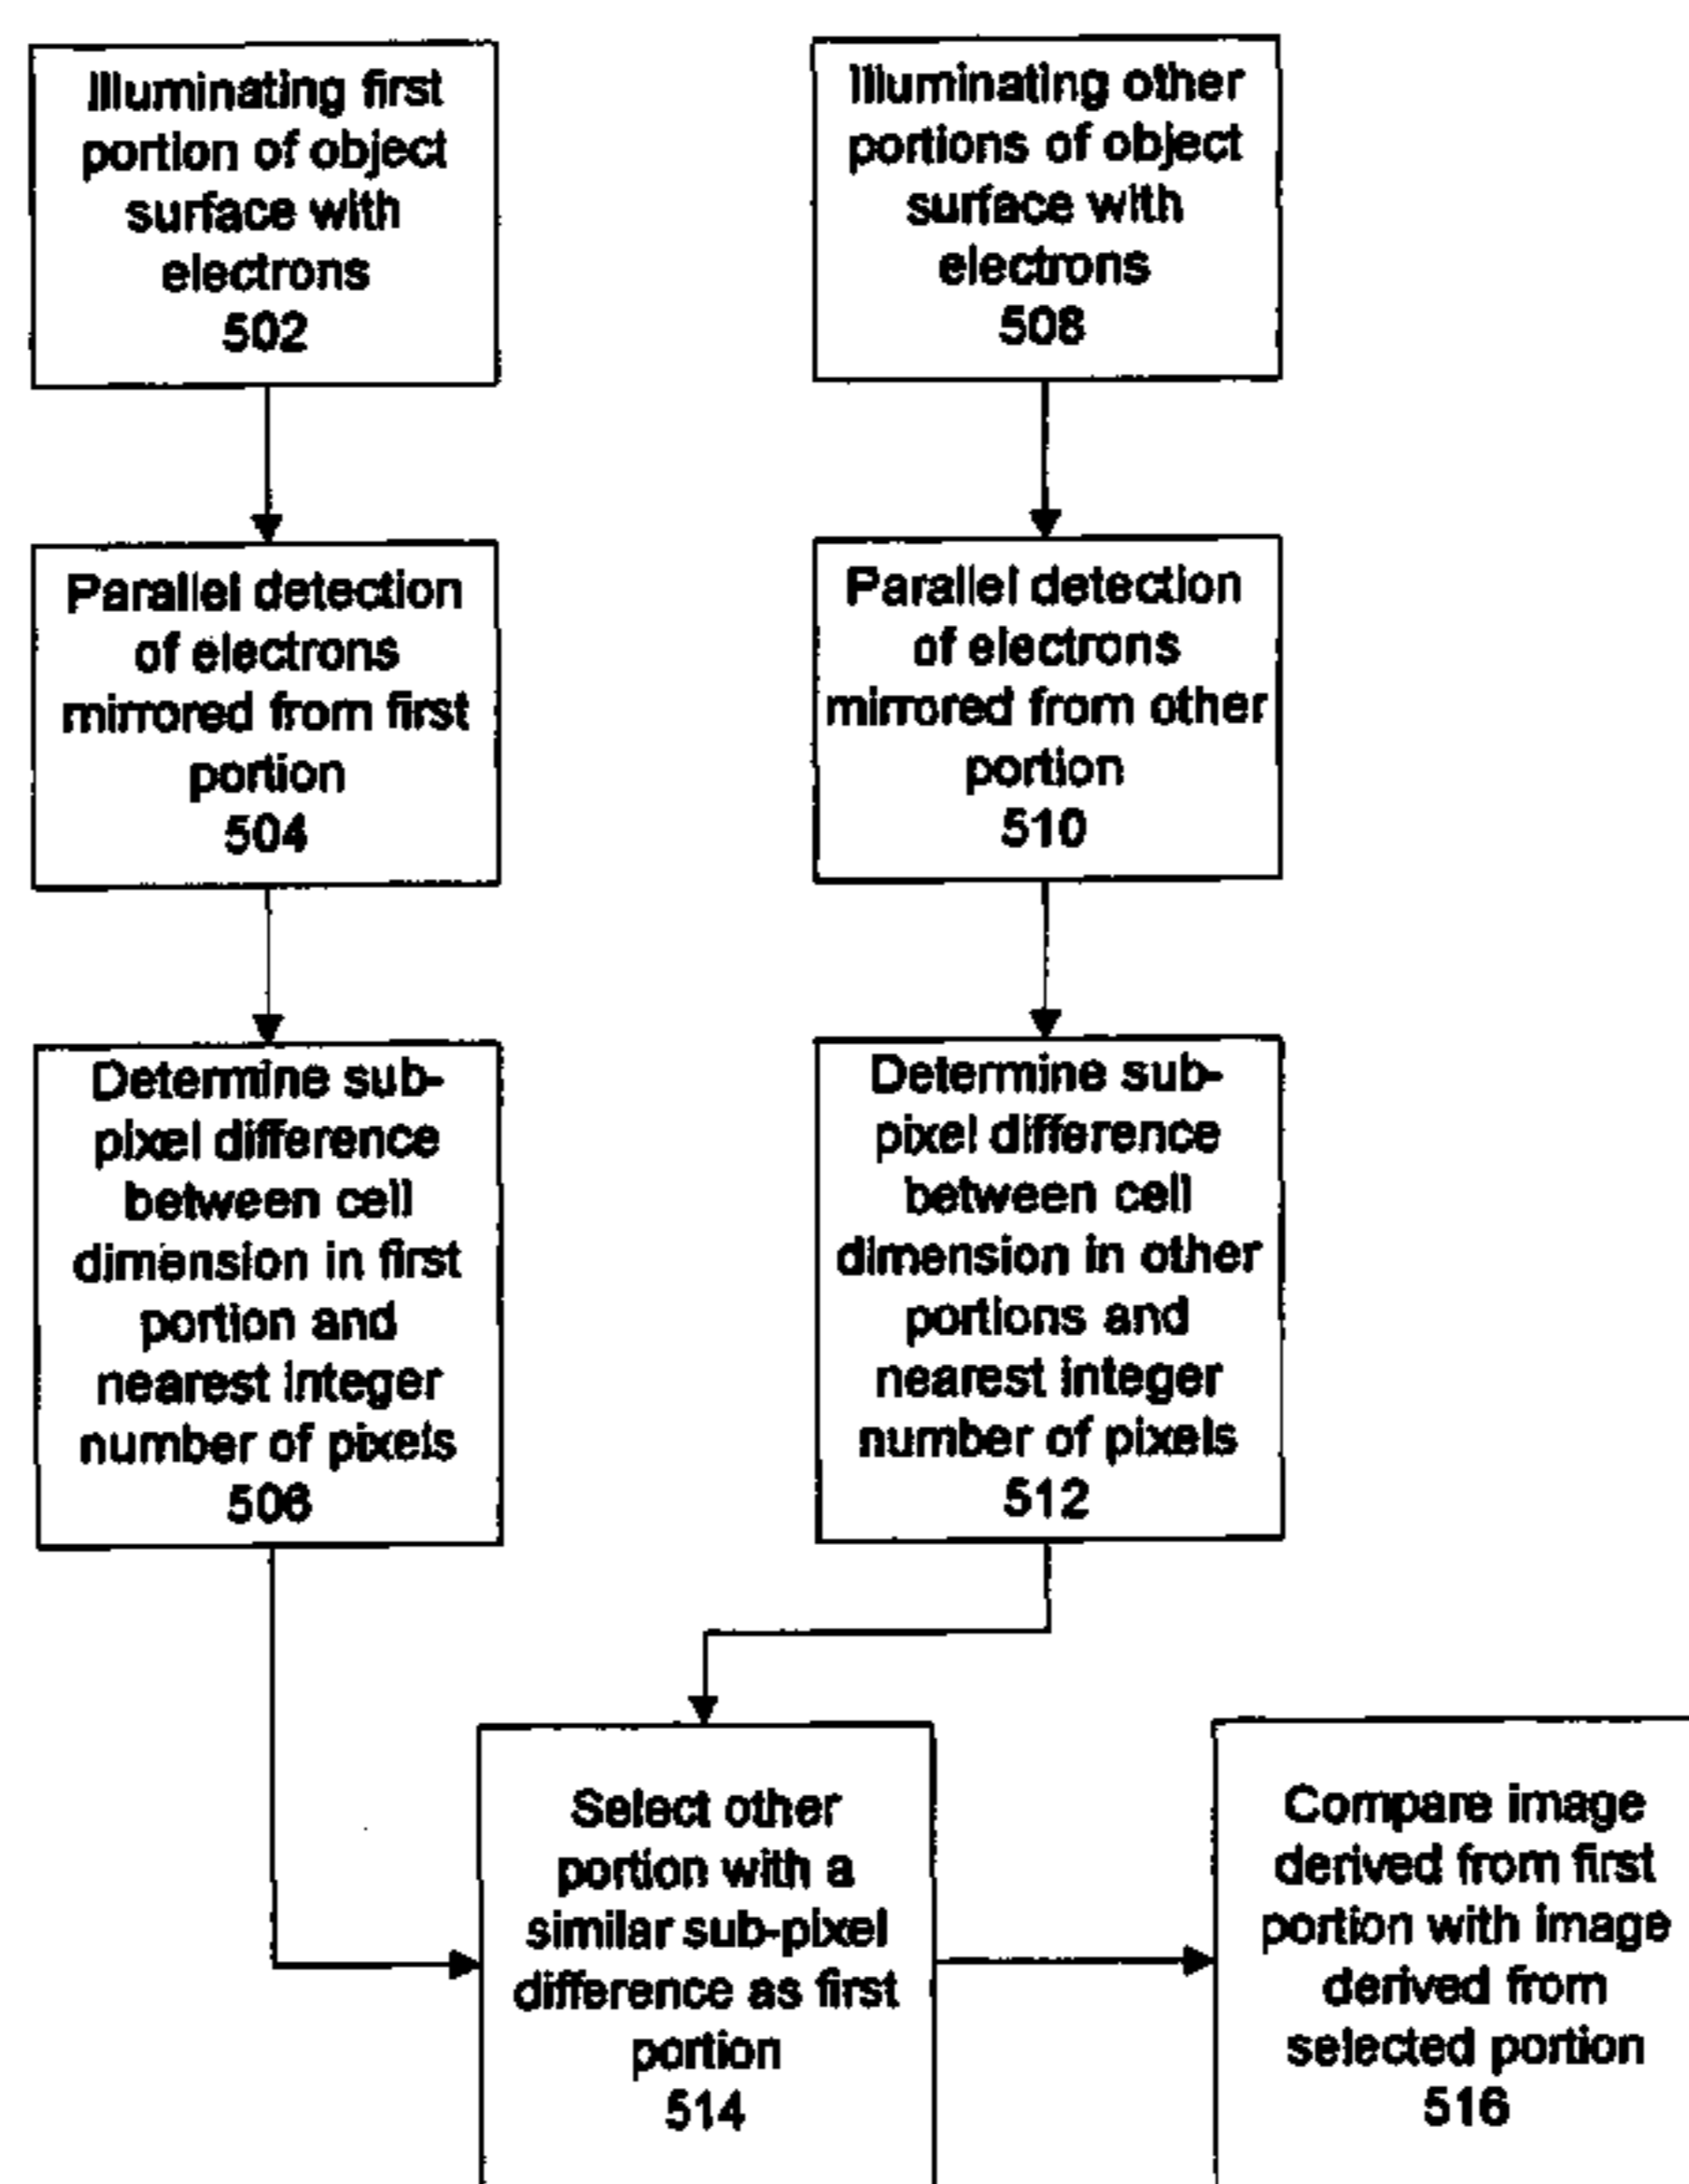 Illuminating first
portion of object
surface with
electrons
502
Parallel detection
of electrons
mirrored from first
portion
504
Determine sub-
pixel difference
between cell
dimension in first
portion and
nearest integer
number of pixels
506
Illuminating other
portions of object
surface with
electrons
508
Parallel detection
of electrons
mirrored from other
portion
510
Determine sub-
pixel difference
between cell
dimension in other
portions and
nearest integer
number of pixels
512
Select other
portion with a
similar sub-pixel
difference as first
portion
514
Compare image
derived from first
portion with image
derived from
selected portion
516